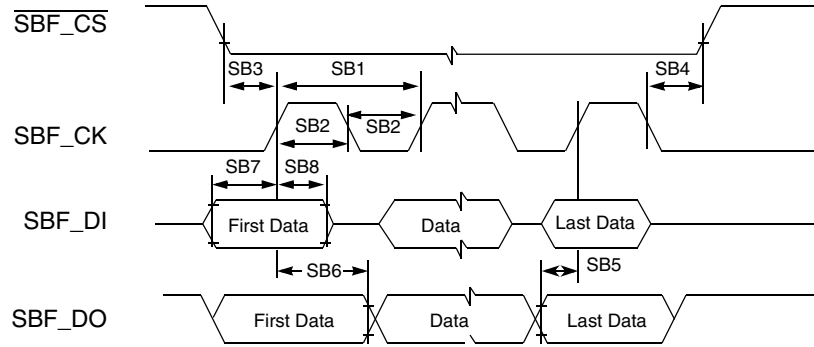 SBF_CS
SB3
SB1
SB4
SBF_CK
SB2
SB2
SB7
SB8
SBF_DI
First Data
Data
Last Data
SB6
SB5
SBF_DO
First Data
Data
Last Data